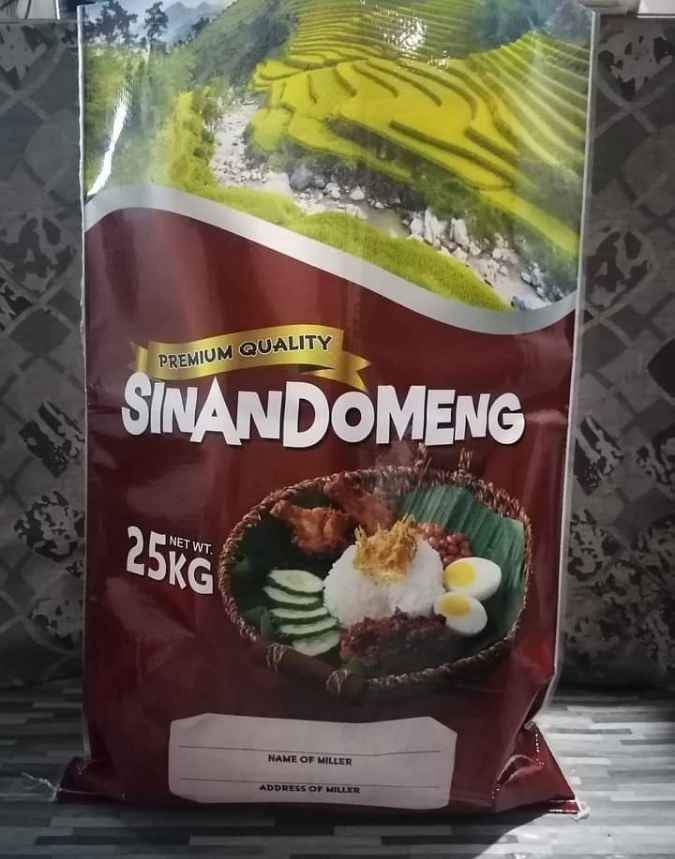 PREMIUM QUALITY
SINANDOMENG
25KG NET WT.
NAME OF MILLER
ADDRESS OF MILLER